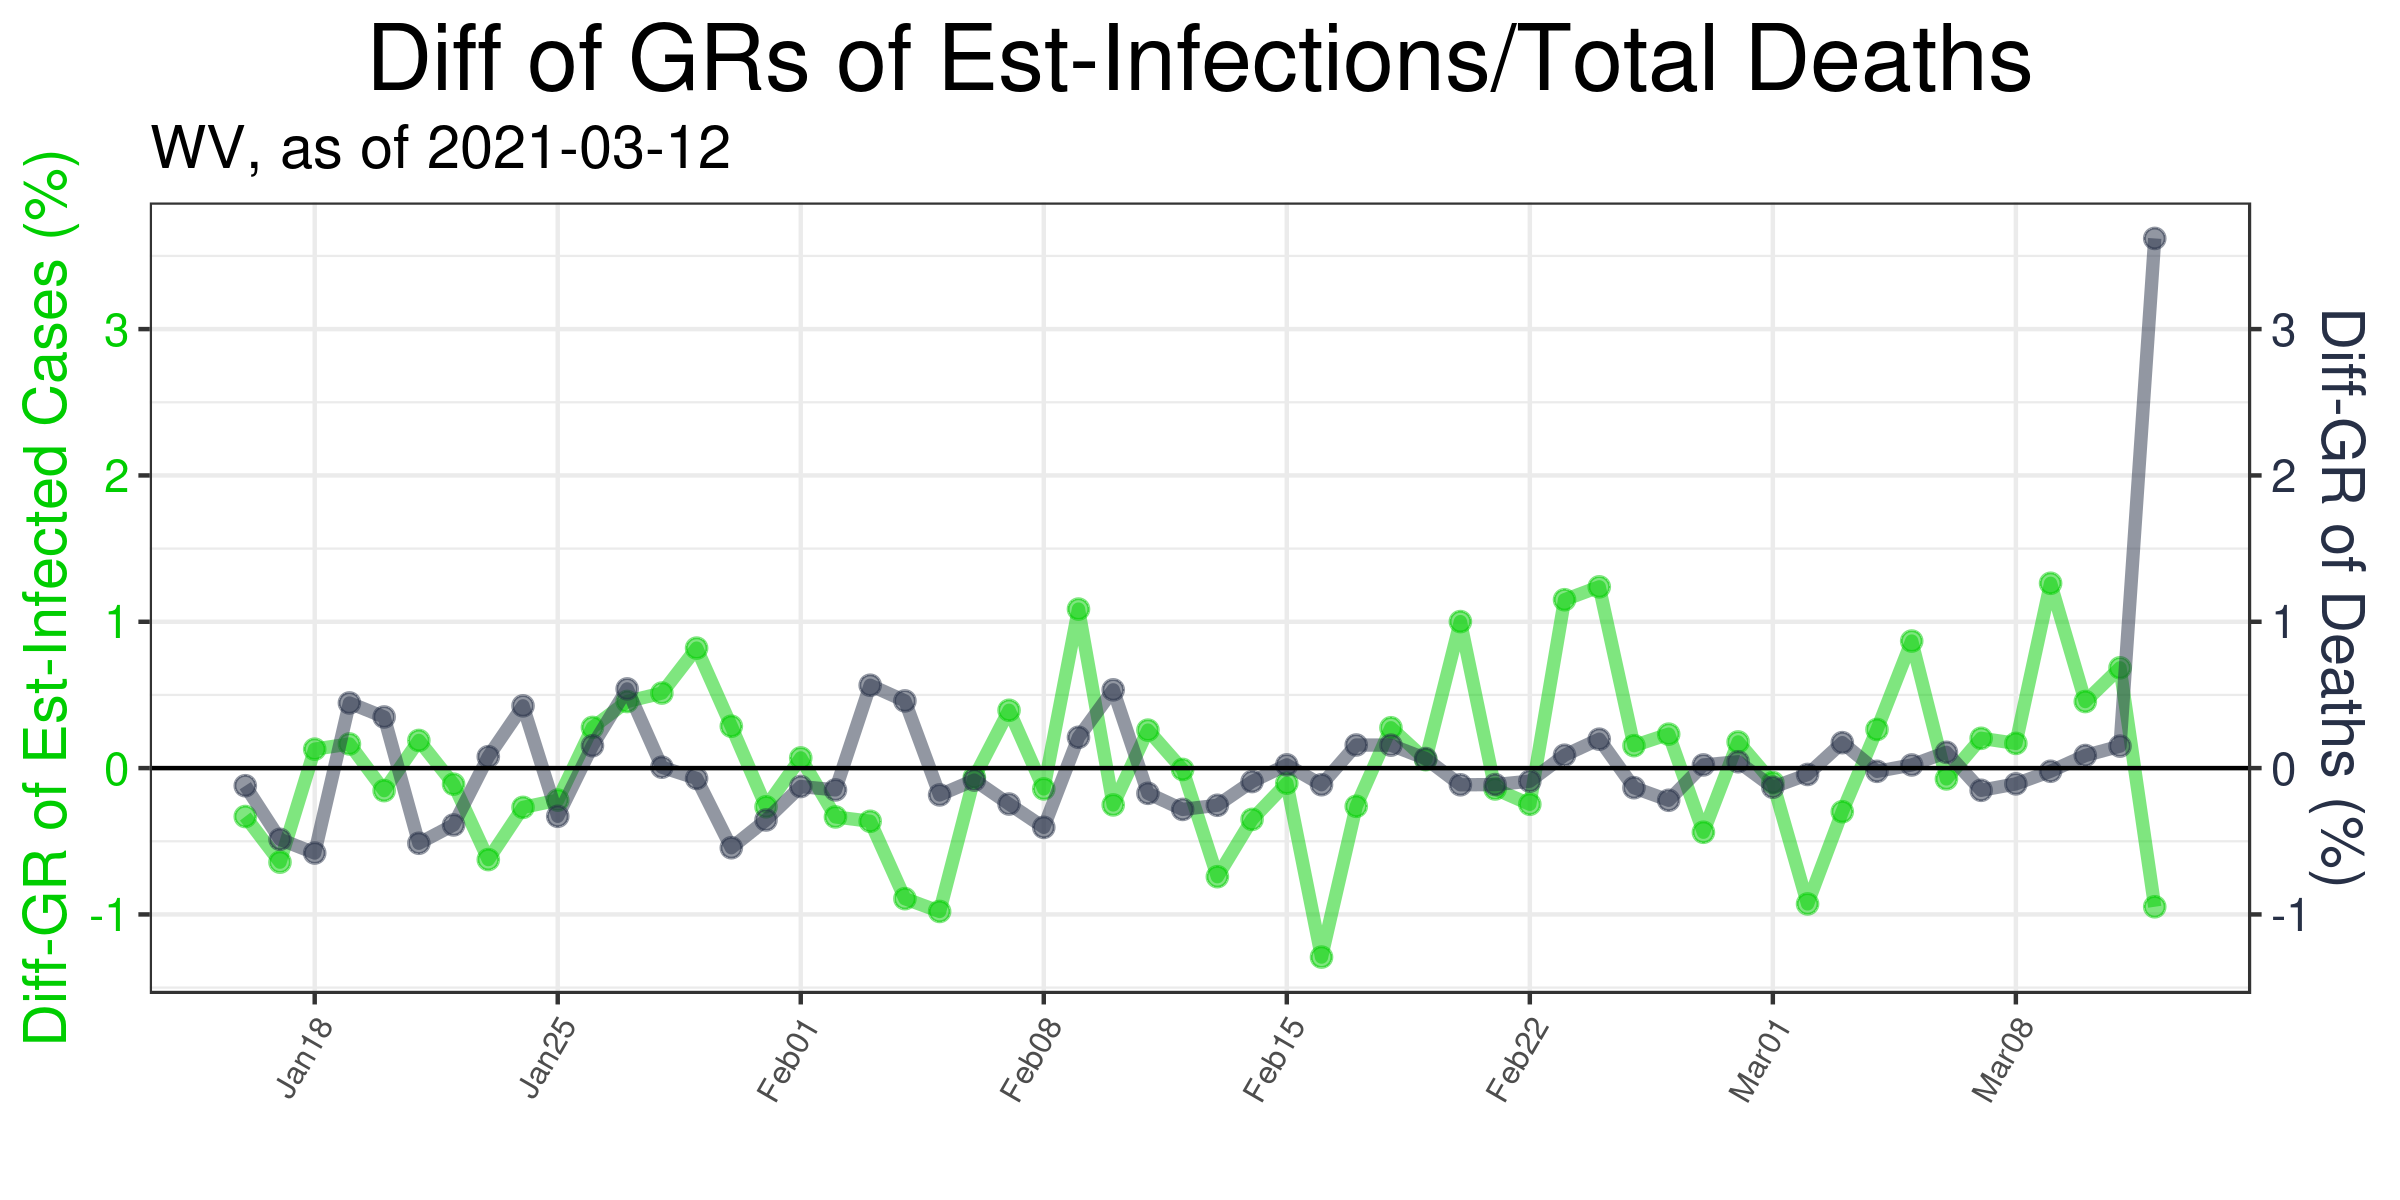 Diff of GRs of Est-Infections/Total Deaths
WV, as of 2021-03-12
Diff-GR of Est-Infected Cases (%)
3
2
1
0
-1
3
2
1
0
-1
Diff-GR of Deaths (%)
Jan18
Jan25
Feb01
Feb08
Feb15
Feb22
Mar01
Mar08